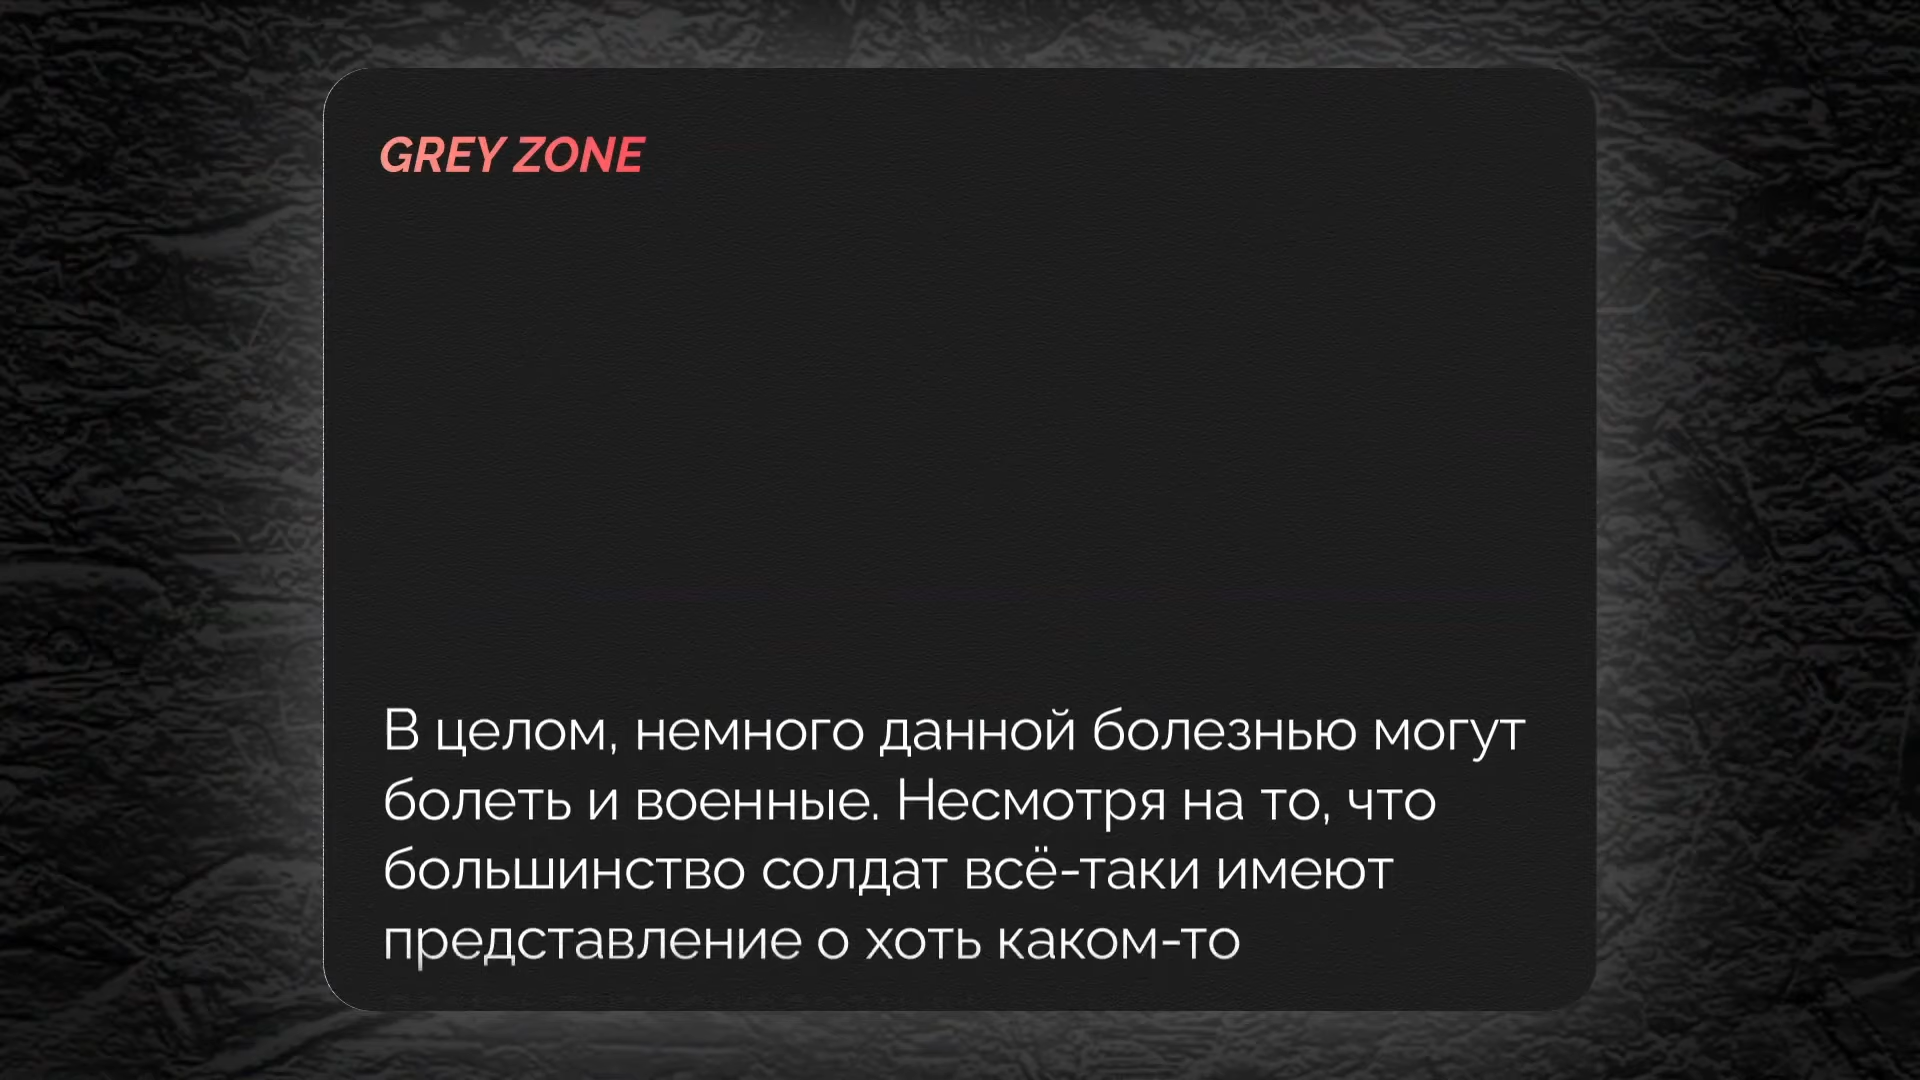 GREY ZONE
В целом, немного данной болезнью могут
болеть и военные. Несмотря на то, что
большинство солдат всё-таки имеют
представление о хоть каком-то